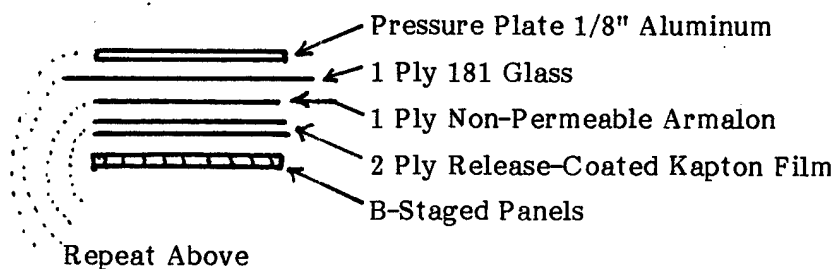 Pressure Plate 1/8" Aluminum
1 Ply 181 Glass
1 Ply Non-Permeable Armalon
2 Ply Release-Coated Kapton Film
B-Staged Panels
Repeat Above